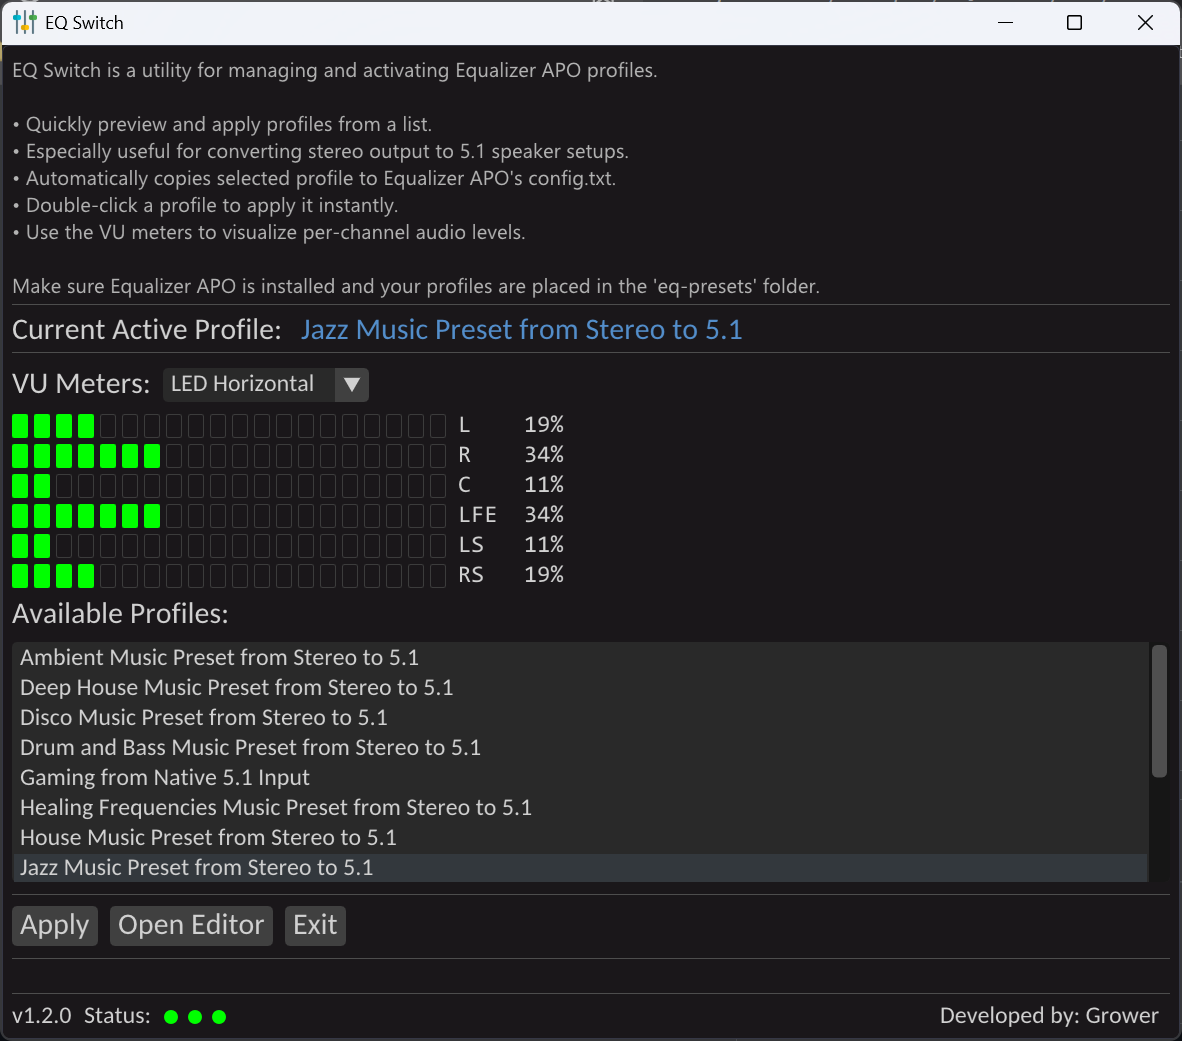 EQ Switch
EQ Switch is a utility for managing and activating Equalizer APO profiles.
• Quickly preview and apply profiles from a list.
• Especially useful for converting stereo output to 5.1 speaker setups.
• Automatically copies selected profile to Equalizer APO's config.txt.
• Double-click a profile to apply it instantly.
• Use the VU meters to visualize per-channel audio levels.
Make sure Equalizer APO is installed and your profiles are placed in the 'eq-presets' folder.
Current Active Profile: Jazz Music Preset from Stereo to 5.1
VU Meters: LED Horizontal
L 19%
R 34%
C 11%
LFE 34%
LS 11%
RS 19%
Available Profiles:
Ambient Music Preset from Stereo to 5.1
Deep House Music Preset from Stereo to 5.1
Disco Music Preset from Stereo to 5.1
Drum and Bass Music Preset from Stereo to 5.1
Gaming from Native 5.1 Input
Healing Frequencies Music Preset from Stereo to 5.1
House Music Preset from Stereo to 5.1
Jazz Music Preset from Stereo to 5.1
Apply Open Editor Exit
v1.2.0 Status: Developed by: Grower